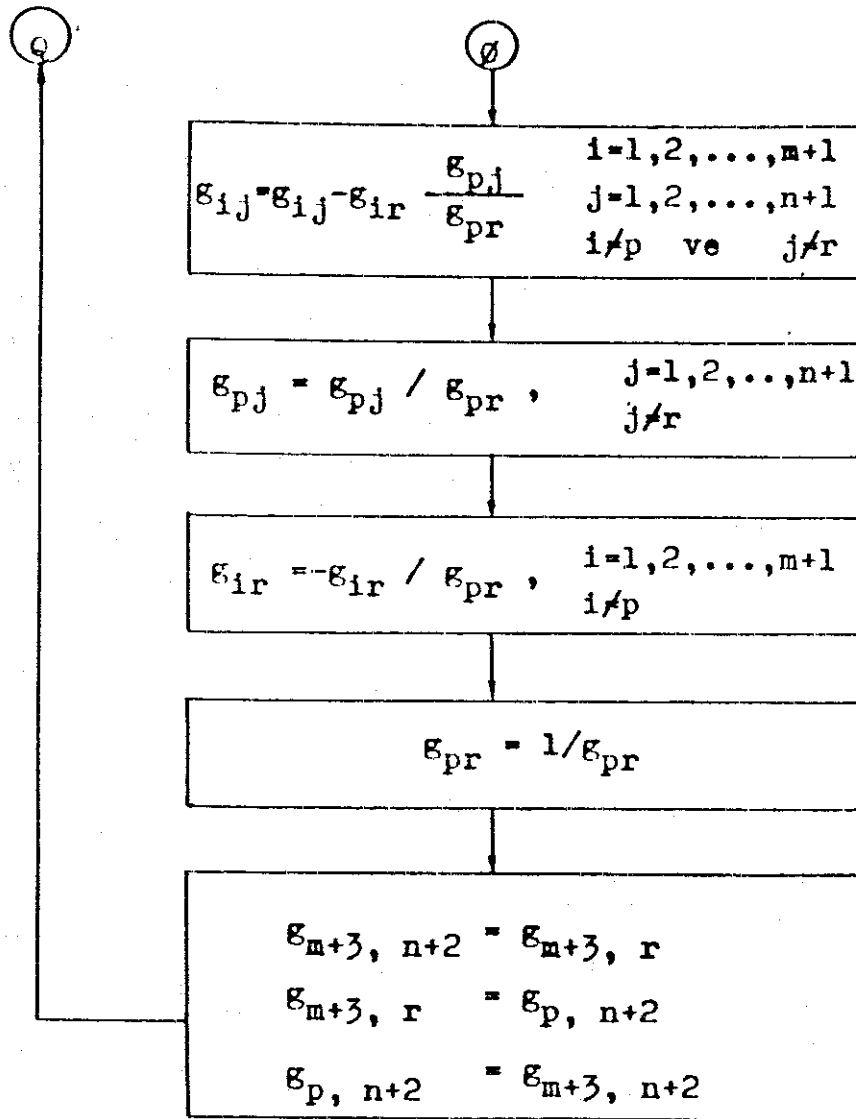 Q
Ø
g_ij=g_ij-g_ir g_pj/g_pr i=1,2,...,m+1
j=1,2,...,n+1
i≠p ve j≠r
g_pj = g_pj / g_pr , j=1,2,..,n+1
j≠r
g_ir =-g_ir / g_pr , i=1,2,...,m+1
i≠p
g_pr = 1/g_pr
g_m+3, n+2 = g_m+3, r
g_m+3, r = g_p, n+2
g_p, n+2 = g_m+3, n+2